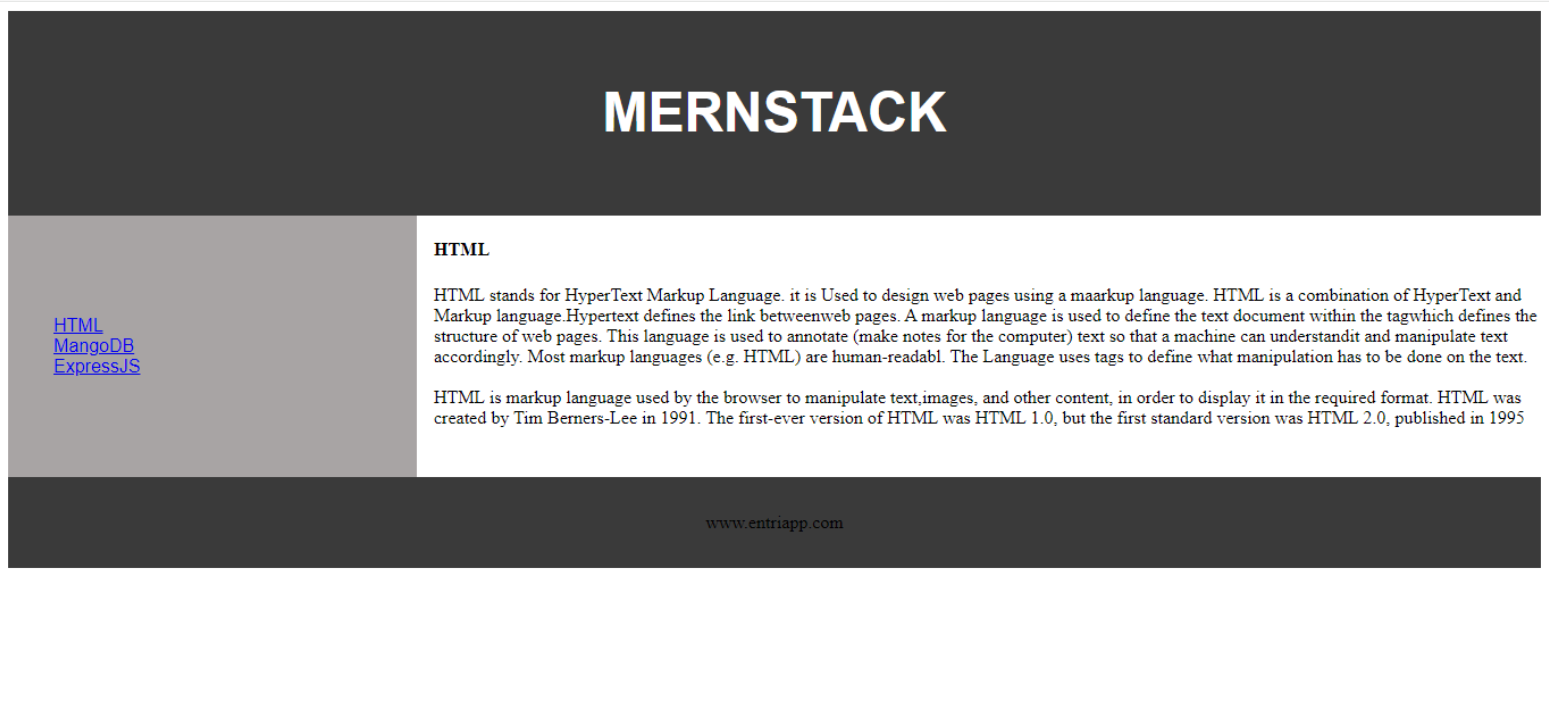 MERNSTACK
HTML
MangoDB
ExpressJS
HTML
HTML stands for HyperText Markup Language. it is Used to design web pages using a maarkup language. HTML is a combination of HyperText and
Markup language.Hypertext defines the link betweenweb pages. A markup language is used to define the text document within the tagwhich defines the
structure of web pages. This language is used to annotate (make notes for the computer) text so that a machine can understandit and manipulate text
accordingly. Most markup languages (e.g. HTML) are human-readabl. The Language uses tags to define what manipulation has to be done on the text.
HTML is markup language used by the browser to manipulate text,images, and other content, in order to display it in the required format. HTML was
created by Tim Berners-Lee in 1991. The first-ever version of HTML was HTML 1.0, but the first standard version was HTML 2.0, published in 1995
www.entriapp.com